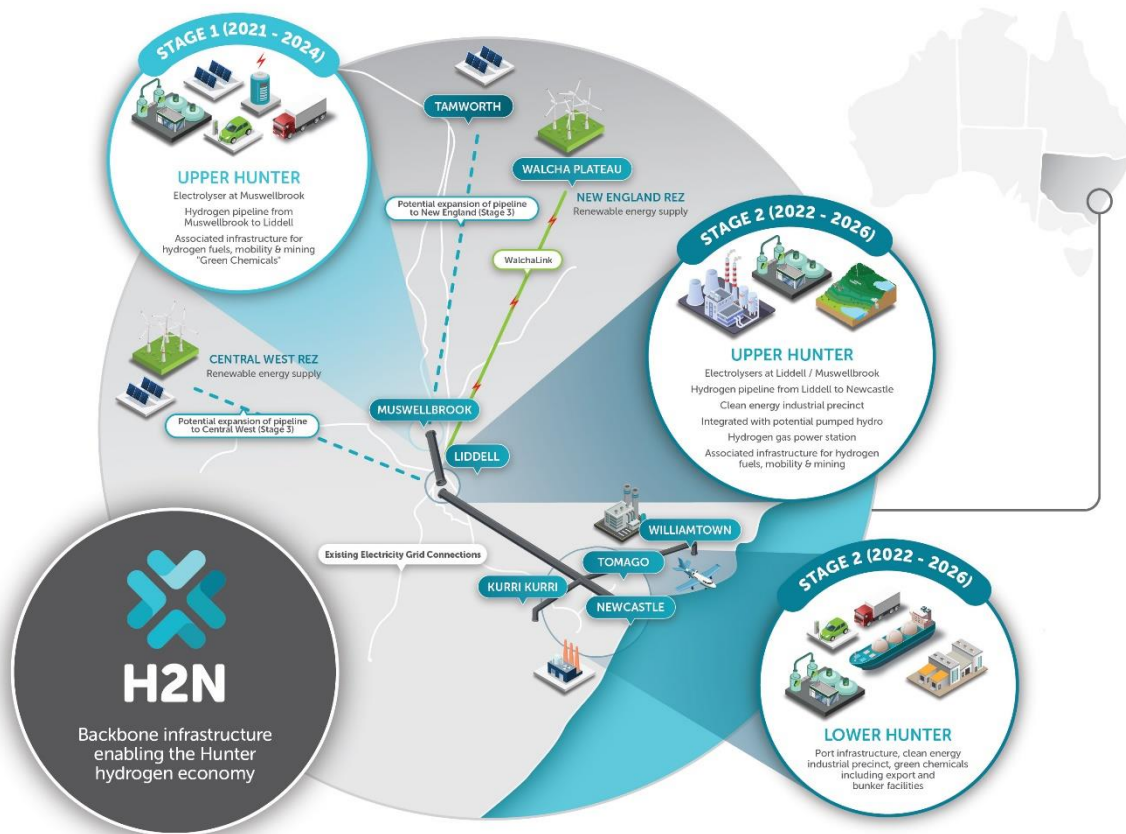 STAGE 1 (2021 - 2024)
UPPER HUNTER
Electrolyser at Muswellbrook
Hydrogen pipeline from
Muswellbrook to Liddell
Associated infrastructure for
hydrogen fuels, mobility & mining
"Green Chemicals"
TAMWORTH
WALCHA PLATEAU
NEW ENGLAND REZ
Renewable energy supply
Potential expansion of pipeline
to New England (Stage 3)
WalchaLink
STAGE 2 (2022 - 2026)
UPPER HUNTER
Electrolysers at Liddell / Muswellbrook
Hydrogen pipeline from Liddell to Newcastle
Clean energy industrial precinct
Integrated with potential pumped hydro
Hydrogen gas power station
Associated infrastructure for hydrogen
fuels, mobility & mining
CENTRAL WEST REZ
Renewable energy supply
Potential expansion of pipeline
to Central West (Stage 3)
MUSWELLBROOK
LIDDELL
Existing Electricity Grid Connections
WILLIAMTOWN
TOMAGO
KURRI KURRI
NEWCASTLE
H2N
Backbone infrastructure
enabling the Hunter
hydrogen economy
STAGE 2 (2022 - 2026)
LOWER HUNTER
Port infrastructure, clean energy
industrial precinct, green chemicals
including export and
bunker facilities